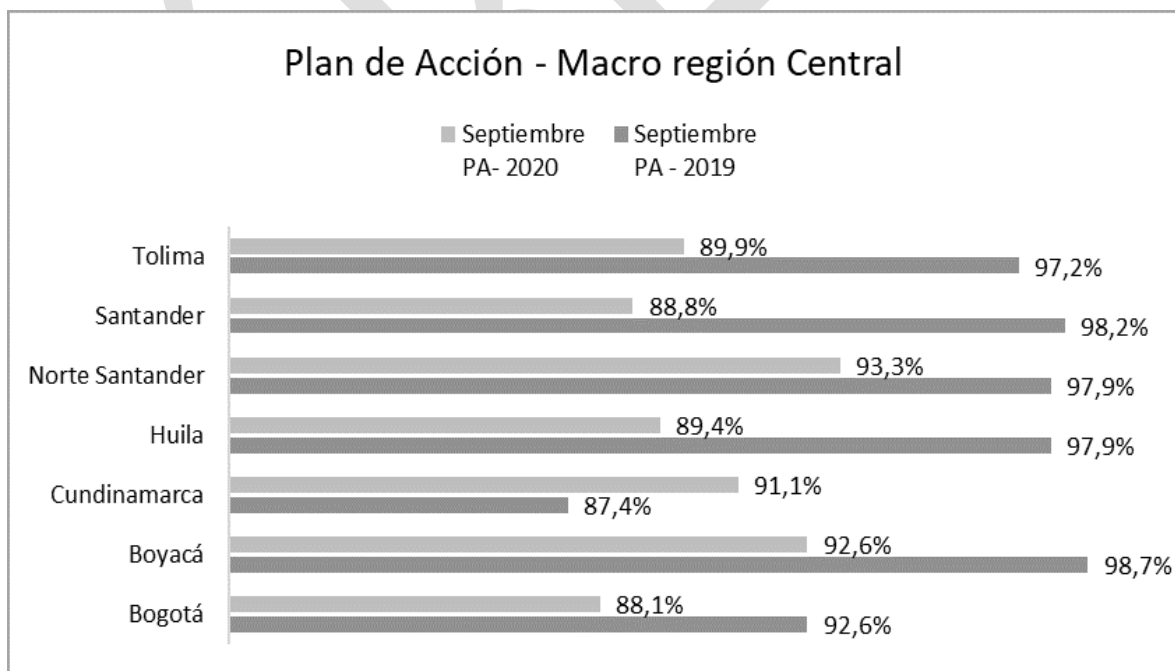 Plan de Acción - Macro región Central
Septiembre PA- 2020
Septiembre PA - 2019
Tolima
89,9%
97,2%
Santander
88,8%
98,2%
Norte Santander
93,3%
97,9%
Huila
89,4%
97,9%
Cundinamarca
91,1%
87,4%
Boyacá
92,6%
98,7%
Bogotá
88,1%
92,6%